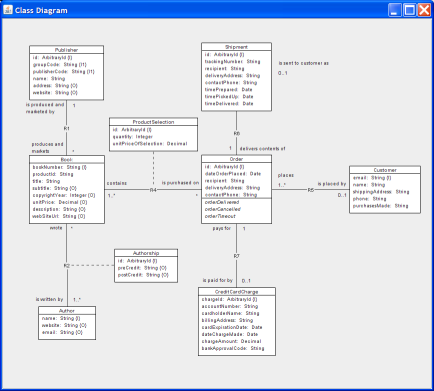 Class Diagram
Publisher
id: ArbitraryId {I}
groupCode: String {I1}
publisherCode: String {I1}
name: String
address: String {O}
website: String {O}
Shipment
id: ArbitraryId {I}
trackingNumber: String
recipient: String
deliveryAddress: String
contactPhone: String
timePrepared: Date
timePickedUp: Date
timeDelivered: Date
is sent to customer as
0..1
is produced and
marketed by
1
R1
produces and
markets
*
ProductSelection
id: ArbitraryId {I}
quantity: Integer
unitPriceOfSelection: Decimal
R6
1
delivers contents of
Book
bookNumber: String {I}
productId: String
title: String
subtitle: String {O}
copyrightYear: Integer {O}
unitPrice: Decimal {O}
description: String {O}
webSiteUrl: String {O}
contains
1..*
R4
is purchased on
*
Order
id: ArbitraryId {I}
dateOrderPlaced: Date
recipient: String
deliveryAddress: String
contactPhone: String
orderDelivered
orderCancelled
orderTimeout
places
1..*
R5
is placed by
0..1
Customer
email: String {I}
name: String
shippingAddress: String
phone: String
purchasesMade: String
wrote
*
R2
Authorship
id: ArbitraryId {I}
preCredit: String {O}
postCredit: String {O}
is written by
1..*
Author
name: String {I}
website: String {O}
email: String {O}
pays for
1
R7
is paid for by
0..1
CreditCardCharge
chargeId: ArbitraryId {I}
accountNumber: String
cardholderName: String
billingAddress: String
cardExpirationDate: Date
dateChargeMade: Date
chargeAmount: Decimal
bankApprovalCode: String